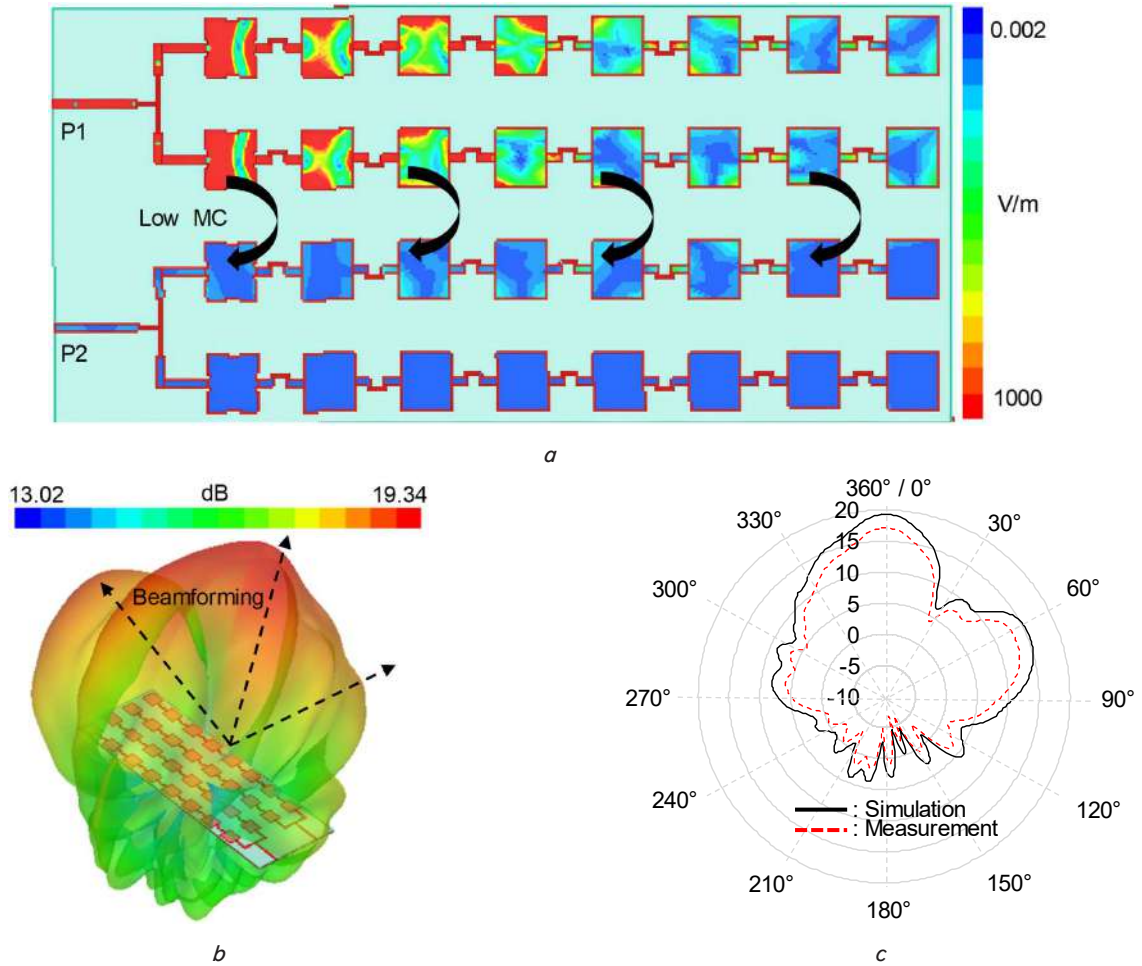 0.002
P1
Low MC
V/m
P2
1000
a
13.02 dB 19.34
Beamforming
b
360° / 0°
330° 30°
300° 60°
270° 90°
240° 120°
210° 150°
180°
20
15
10
5
0
-5
-10
: Simulation
: Measurement
c